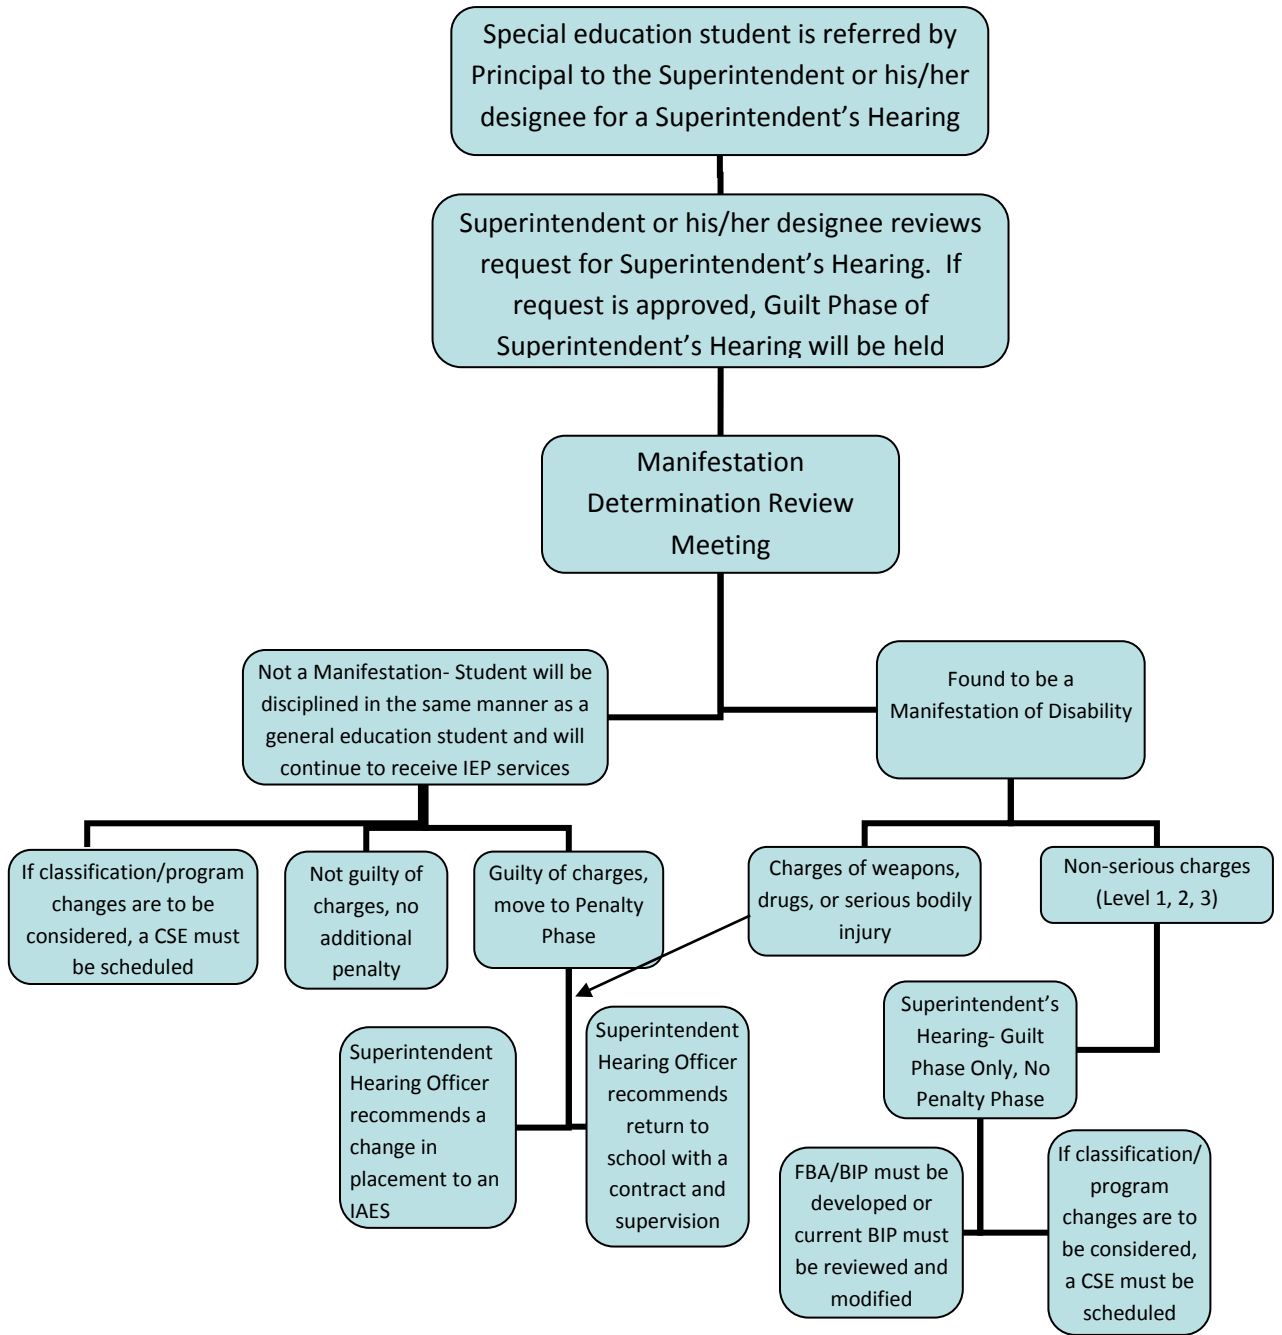 Special education student is referred by
Principal to the Superintendent or his/her
designee for a Superintendent’s Hearing
Superintendent or his/her designee reviews
request for Superintendent’s Hearing.  If
request is approved, Guilt Phase of
Superintendent’s Hearing will be held
Manifestation
Determination Review
Meeting
Not a Manifestation- Student will be
disciplined in the same manner as a
general education student and will
continue to receive IEP services
Found to be a
Manifestation of Disability
If classification/program
changes are to be
considered, a CSE must
be scheduled
Not guilty of
charges, no
additional
penalty
Guilty of charges,
move to Penalty
Phase
Charges of weapons,
drugs, or serious bodily
injury
Non-serious charges
(Level 1, 2, 3)
Superintendent
Hearing Officer
recommends a
change in
placement to an
IAES
Superintendent
Hearing Officer
recommends
return to
school with a
contract and
supervision
Superintendent’s
Hearing- Guilt
Phase Only, No
Penalty Phase
FBA/BIP must be
developed or
current BIP must
be reviewed and
modified
If classification/
program
changes are to
be considered,
a CSE must be
scheduled